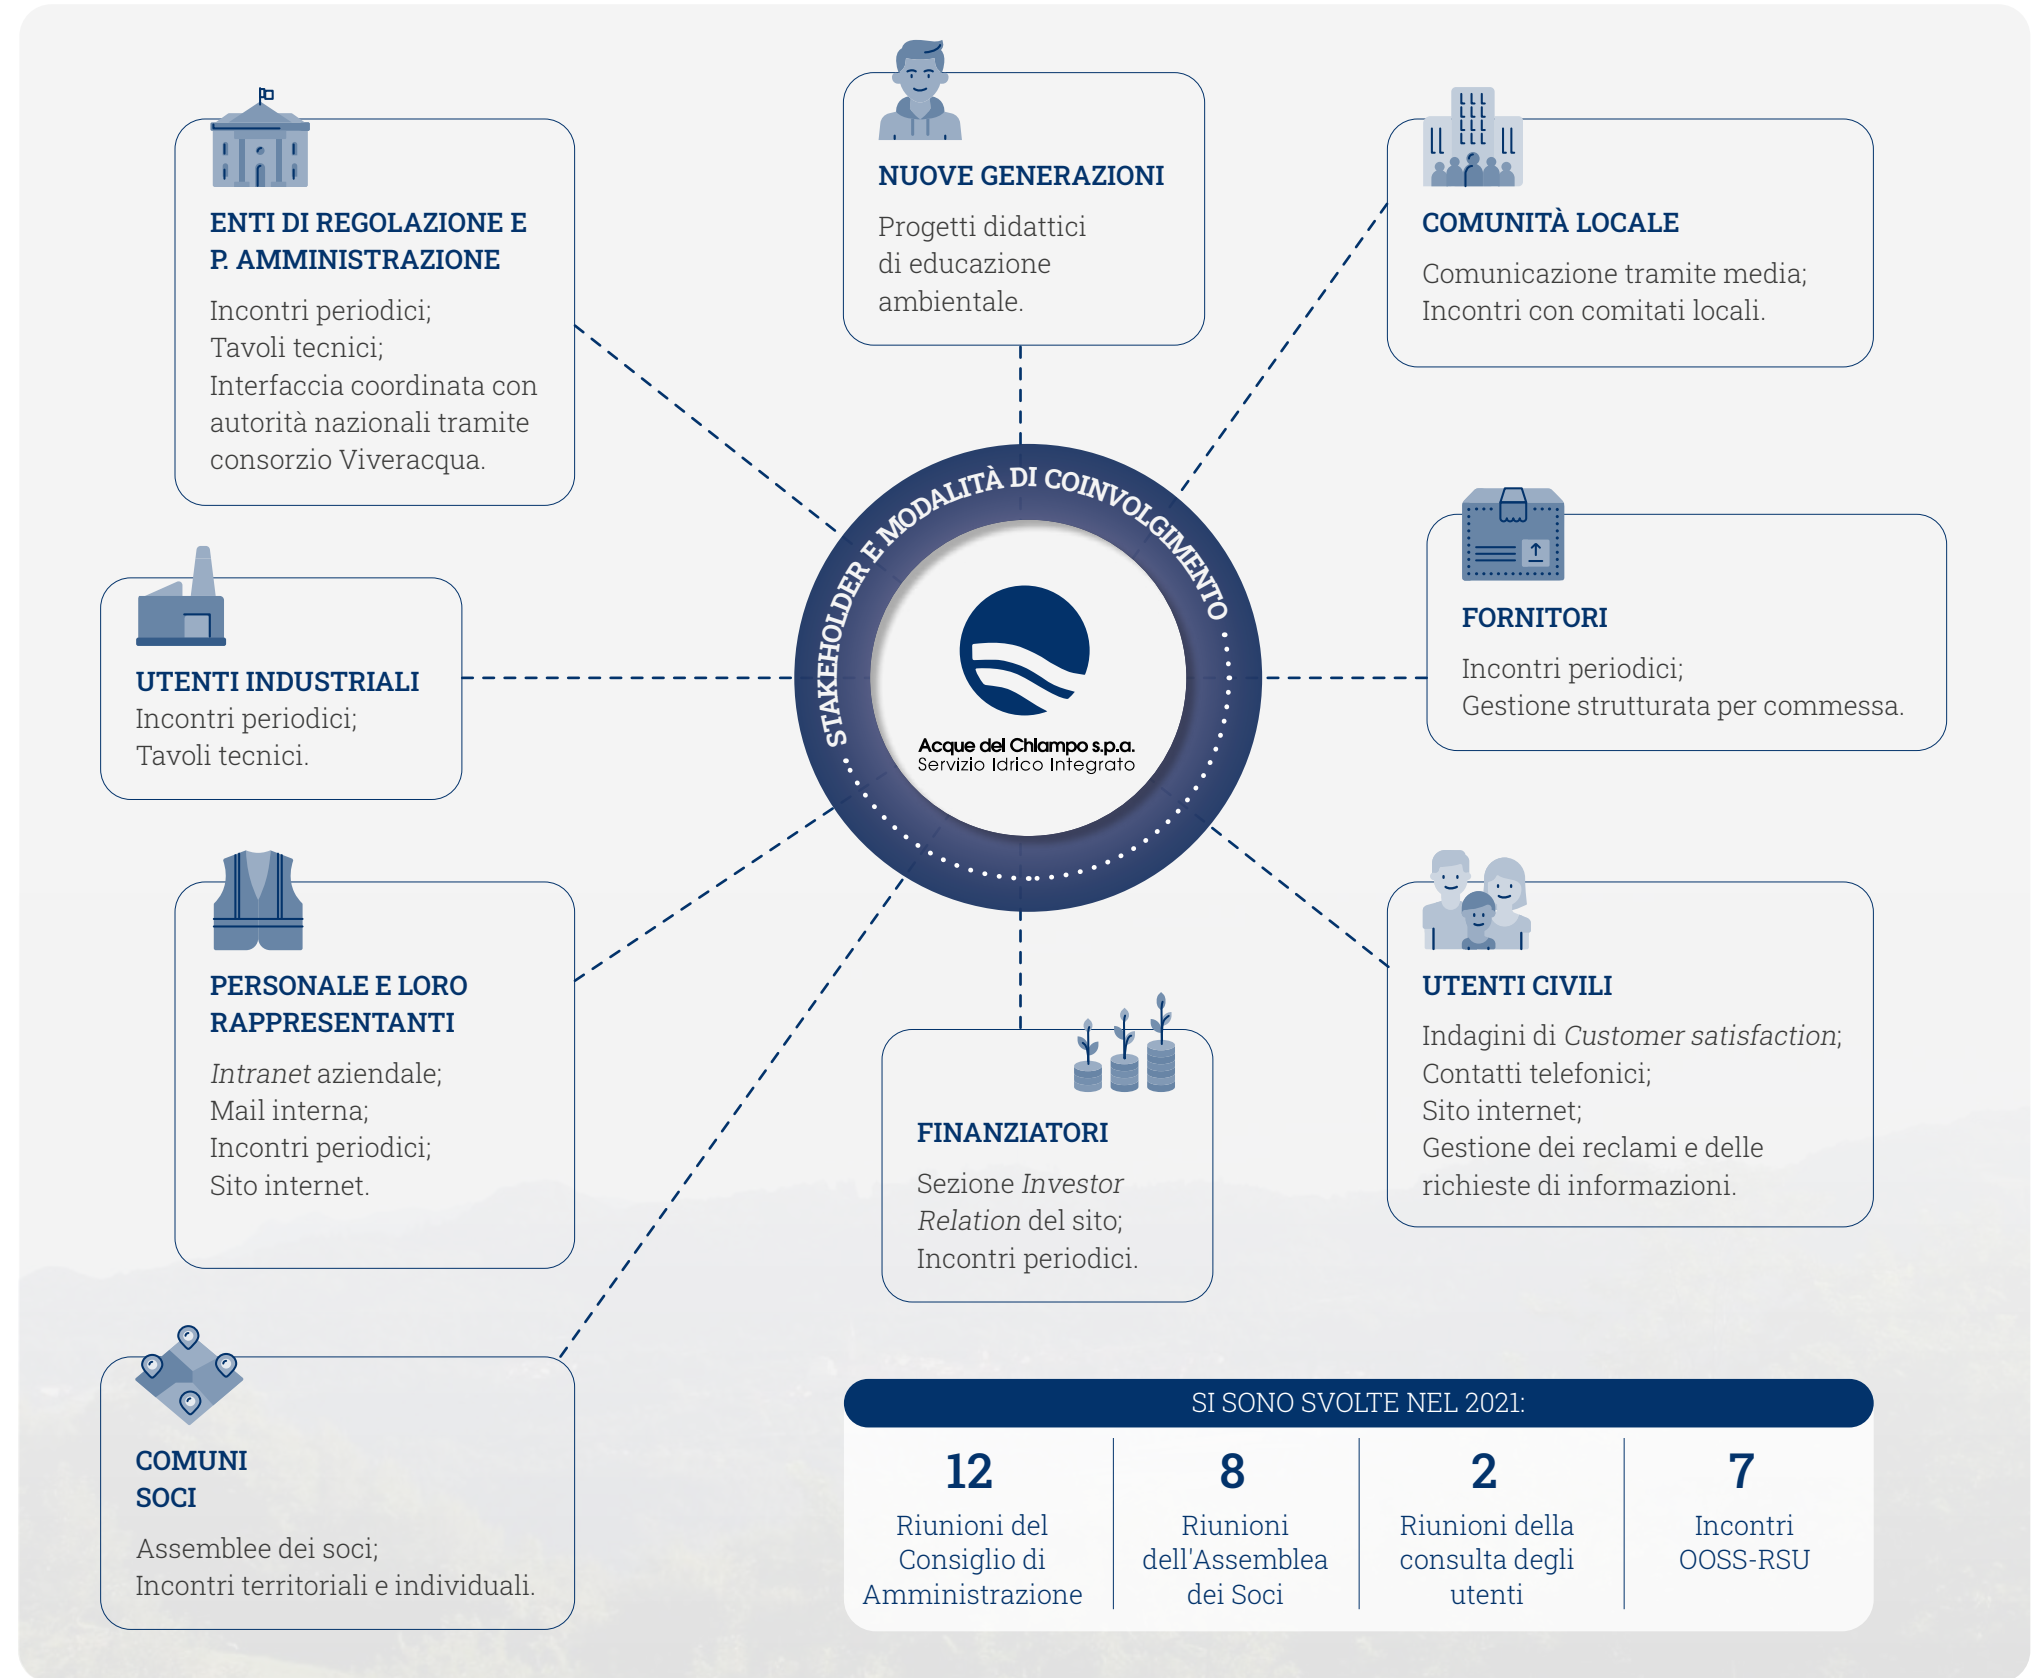 NUOVE GENERAZIONI
Progetti didattici
di educazione
ambientale.
ENTI DI REGOLAZIONE E
P. AMMINISTRAZIONE
Incontri periodici;
Tavoli tecnici;
Interfaccia coordinata con
autorità nazionali tramite
consorzio Viveracqua.
COMUNITÀ LOCALE
Comunicazione tramite media;
Incontri con comitati locali.
STAKEHOLDER E MODALITÀ DI COINVOLGIMENTO
Acque del Chiampo s.p.a.
Servizio Idrico Integrato
UTENTI INDUSTRIALI
Incontri periodici;
Tavoli tecnici.
FORNITORI
Incontri periodici;
Gestione strutturata per commessa.
PERSONALE E LORO
RAPPRESENTANTI
Intranet aziendale;
Mail interna;
Incontri periodici;
Sito internet.
FINANZIATORI
Sezione Investor
Relation del sito;
Incontri periodici.
UTENTI CIVILI
Indagini di Customer satisfaction;
Contatti telefonici;
Sito internet;
Gestione dei reclami e delle
richieste di informazioni.
COMUNI
SOCI
Assemblee dei soci;
Incontri territoriali e individuali.
SI SONO SVOLTE NEL 2021:
12
Riunioni del
Consiglio di
Amministrazione
8
Riunioni
dell'Assemblea
dei Soci
2
Riunioni della
consulta degli
utenti
7
Incontri
OOSS-RSU